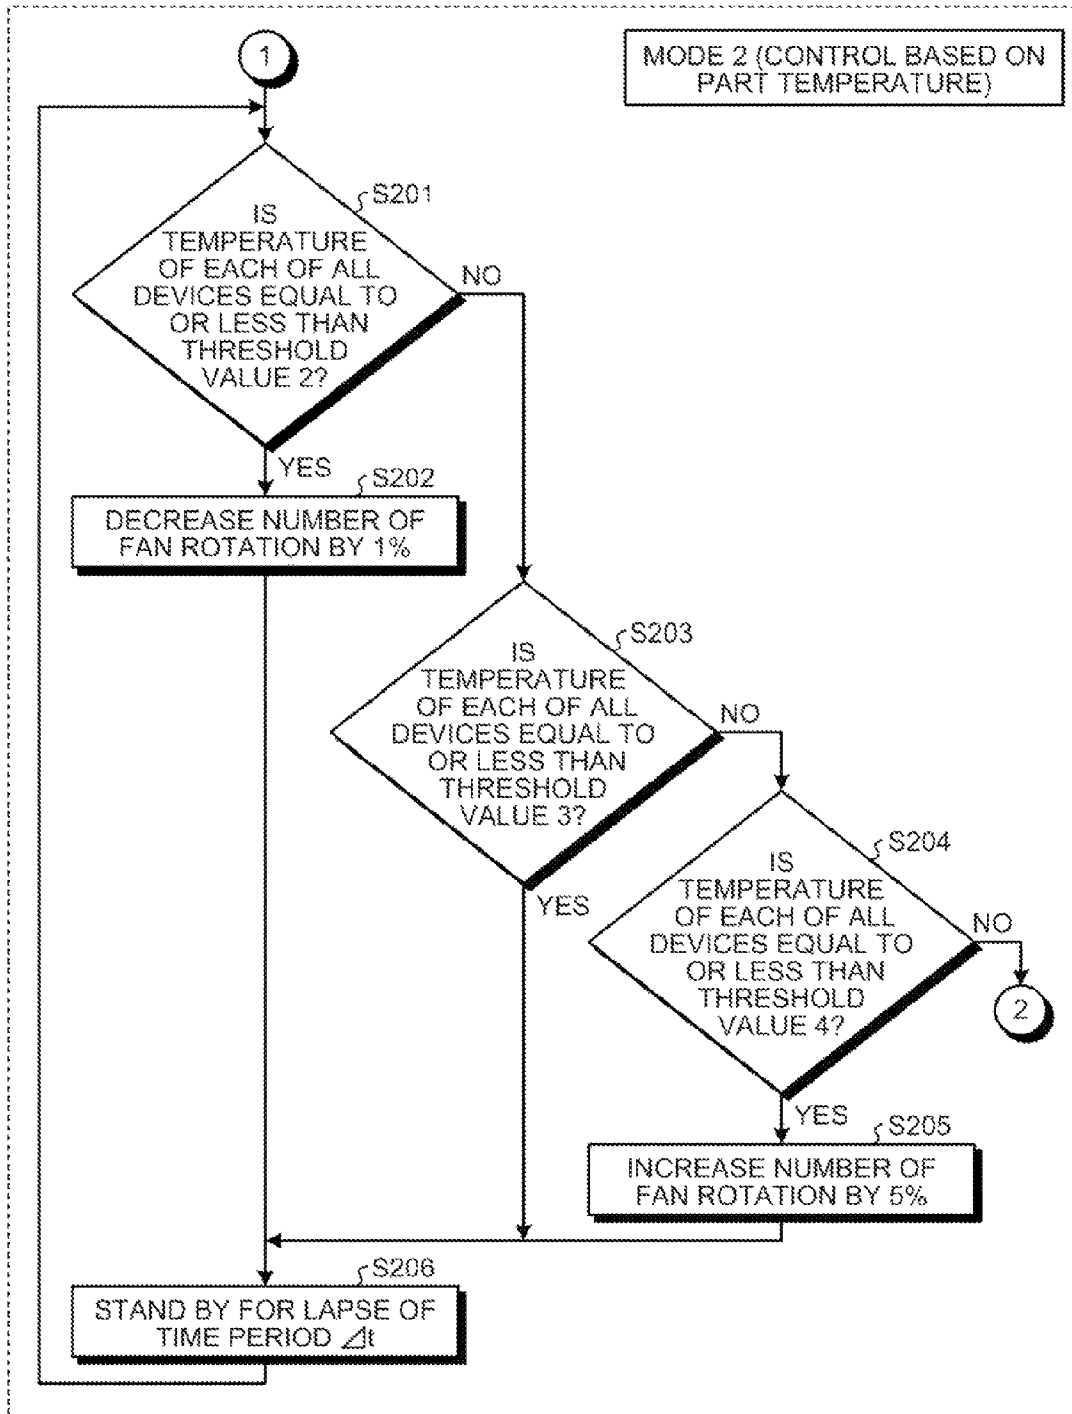 1
MODE 2 (CONTROL BASED ON
PART TEMPERATURE)
S201
IS
TEMPERATURE
OF EACH OF ALL
DEVICES EQUAL TO
OR LESS THAN
THRESHOLD
VALUE 2?
NO
YES
S202
DECREASE NUMBER OF
FAN ROTATION BY 1%
S203
IS
TEMPERATURE
OF EACH OF ALL
DEVICES EQUAL TO
OR LESS THAN
THRESHOLD
VALUE 3?
NO
YES
S204
IS
TEMPERATURE
OF EACH OF ALL
DEVICES EQUAL TO
OR LESS THAN
THRESHOLD
VALUE 4?
NO
2
YES
S205
INCREASE NUMBER OF
FAN ROTATION BY 5%
S206
STAND BY FOR LAPSE OF
TIME PERIOD ⊿t